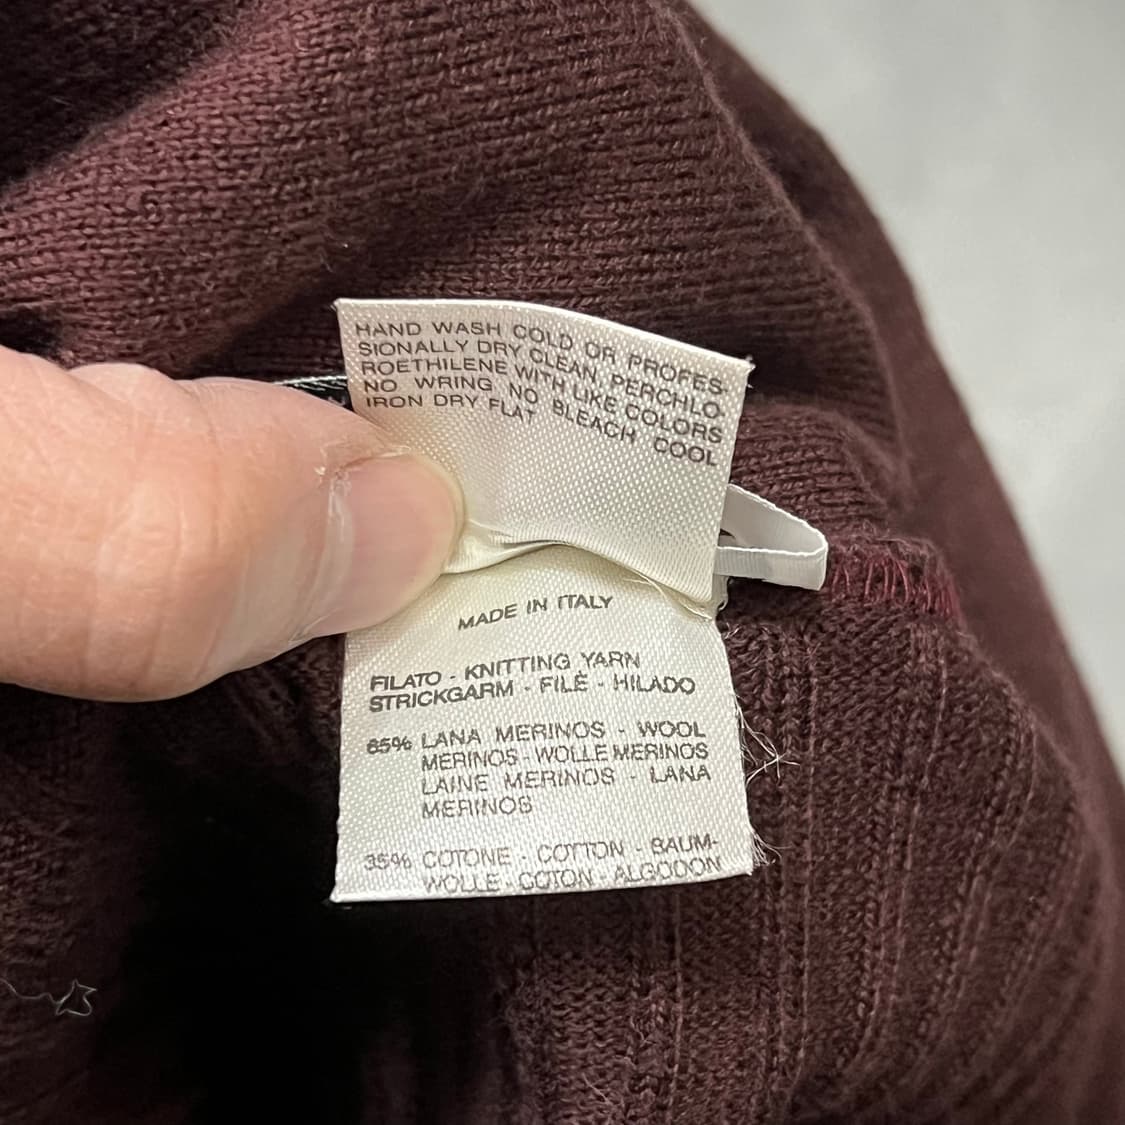 HAND WASH COLD OR PROFES-
SIONALLY DRY CLEAN, PERCHLO-
ROETHILENE WITH LIKE COLORS
NO WRING, NO BLEACH COOL
IRON DRY FLAT
MADE IN ITALY
FILATO - KNITTING YARN
STRICKGARM - FILÈ - HILADO
65% LANA MERINOS - WOOL
MERINOS - WOLLE MERINOS
LAINE MERINOS - LANA
MERINOS
35% COTONE - COTTON - BAUM-
WOLLE - COTON - ALGODON